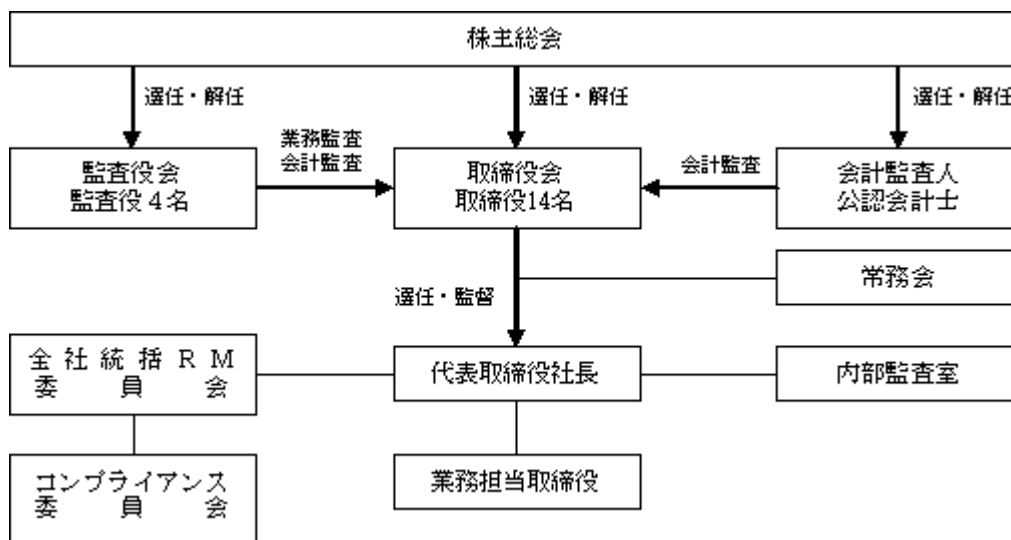 株主総会
選任・解任
選任・解任
選任・解任
業務監査
会計監査
会計監査
監査役会
監査役4名
取締役会
取締役14名
会計監査人
公認会計士
常務会
選任・監督
全社統括RM
委員会
代表取締役社長
内部監査室
コンプライアンス
委員会
業務担当取締役